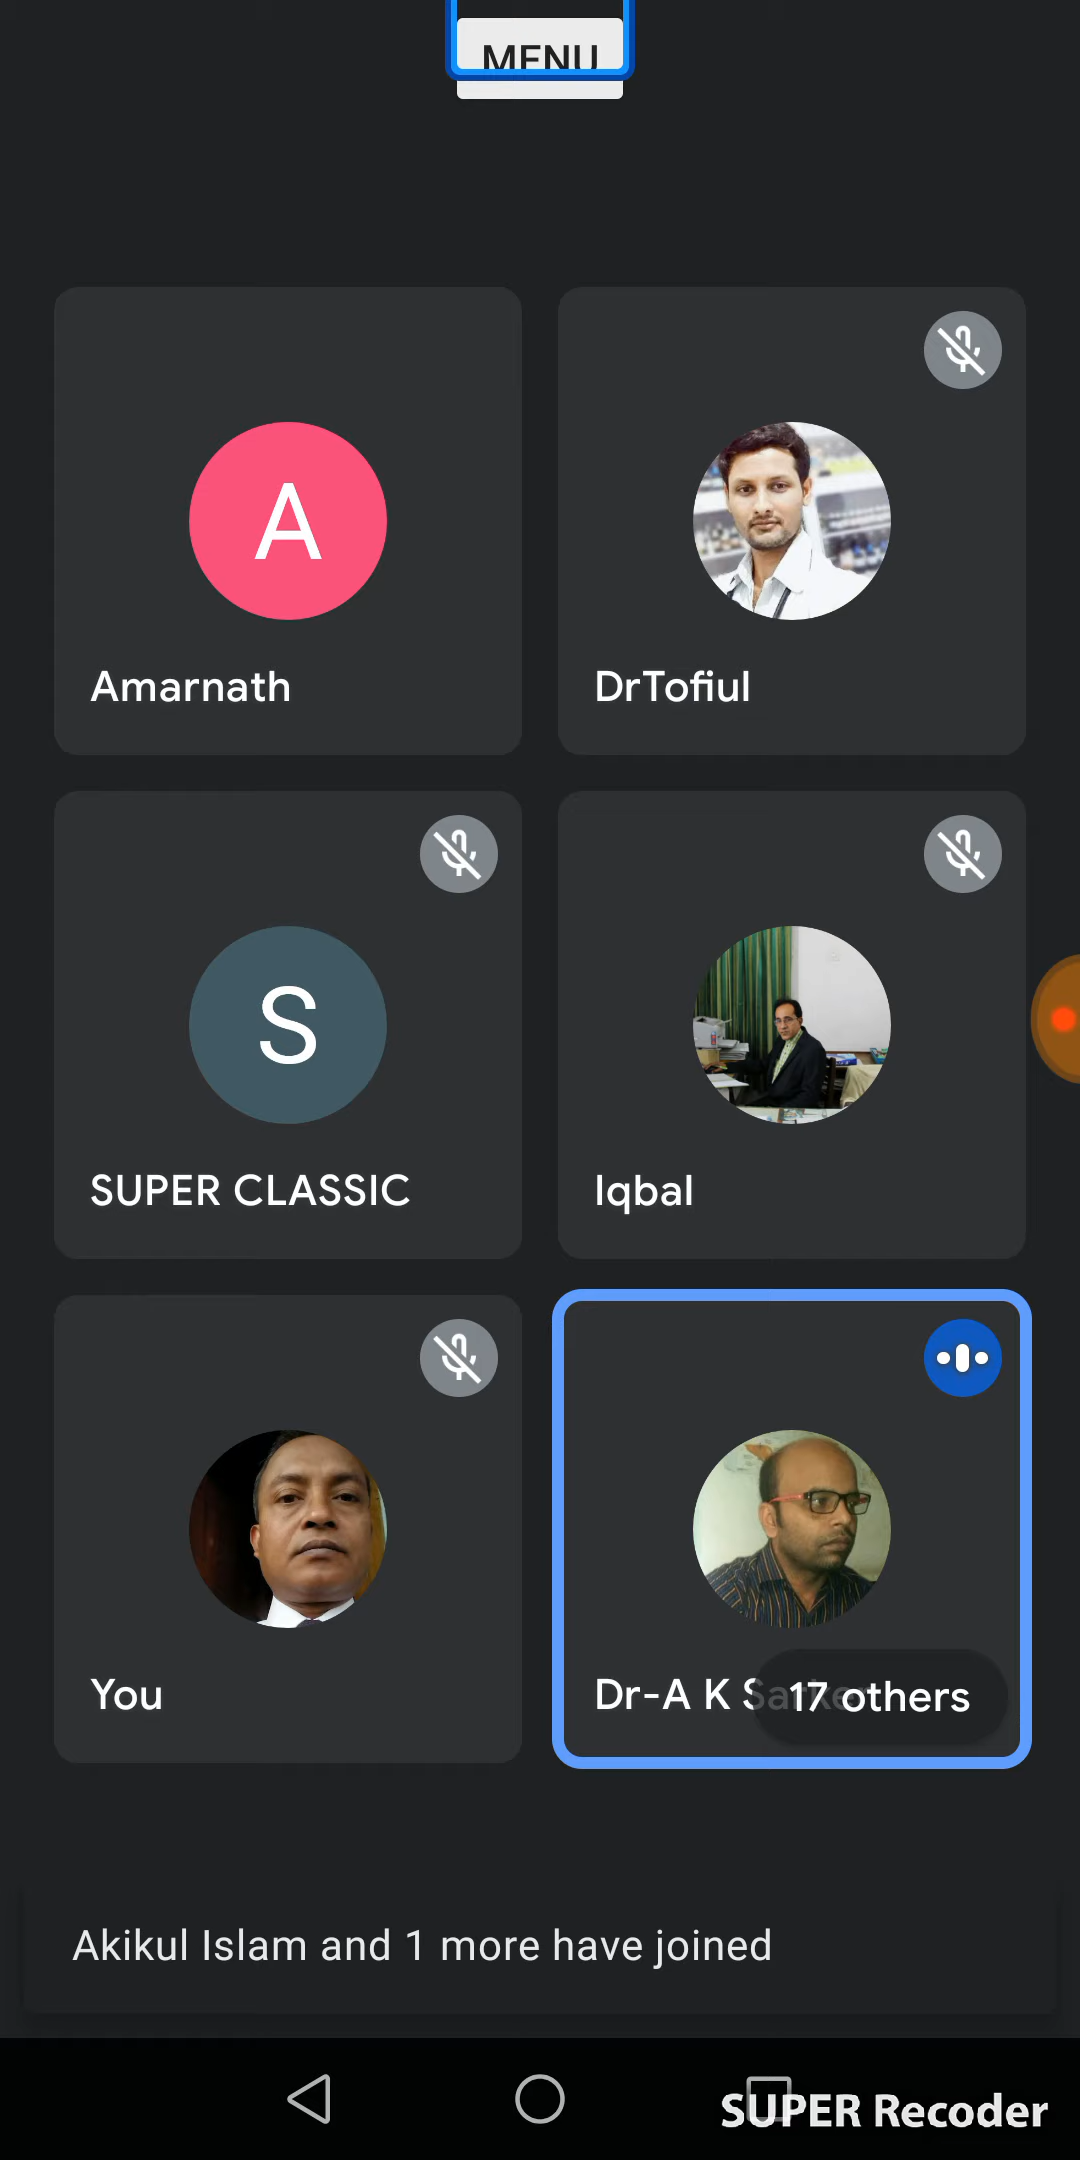 MENU
A
Amarnath
DrTofiul
S
SUPER CLASSIC
Iqbal
You
Dr-A K Sarker
17 others
Akikul Islam and 1 more have joined
SUPER Recoder